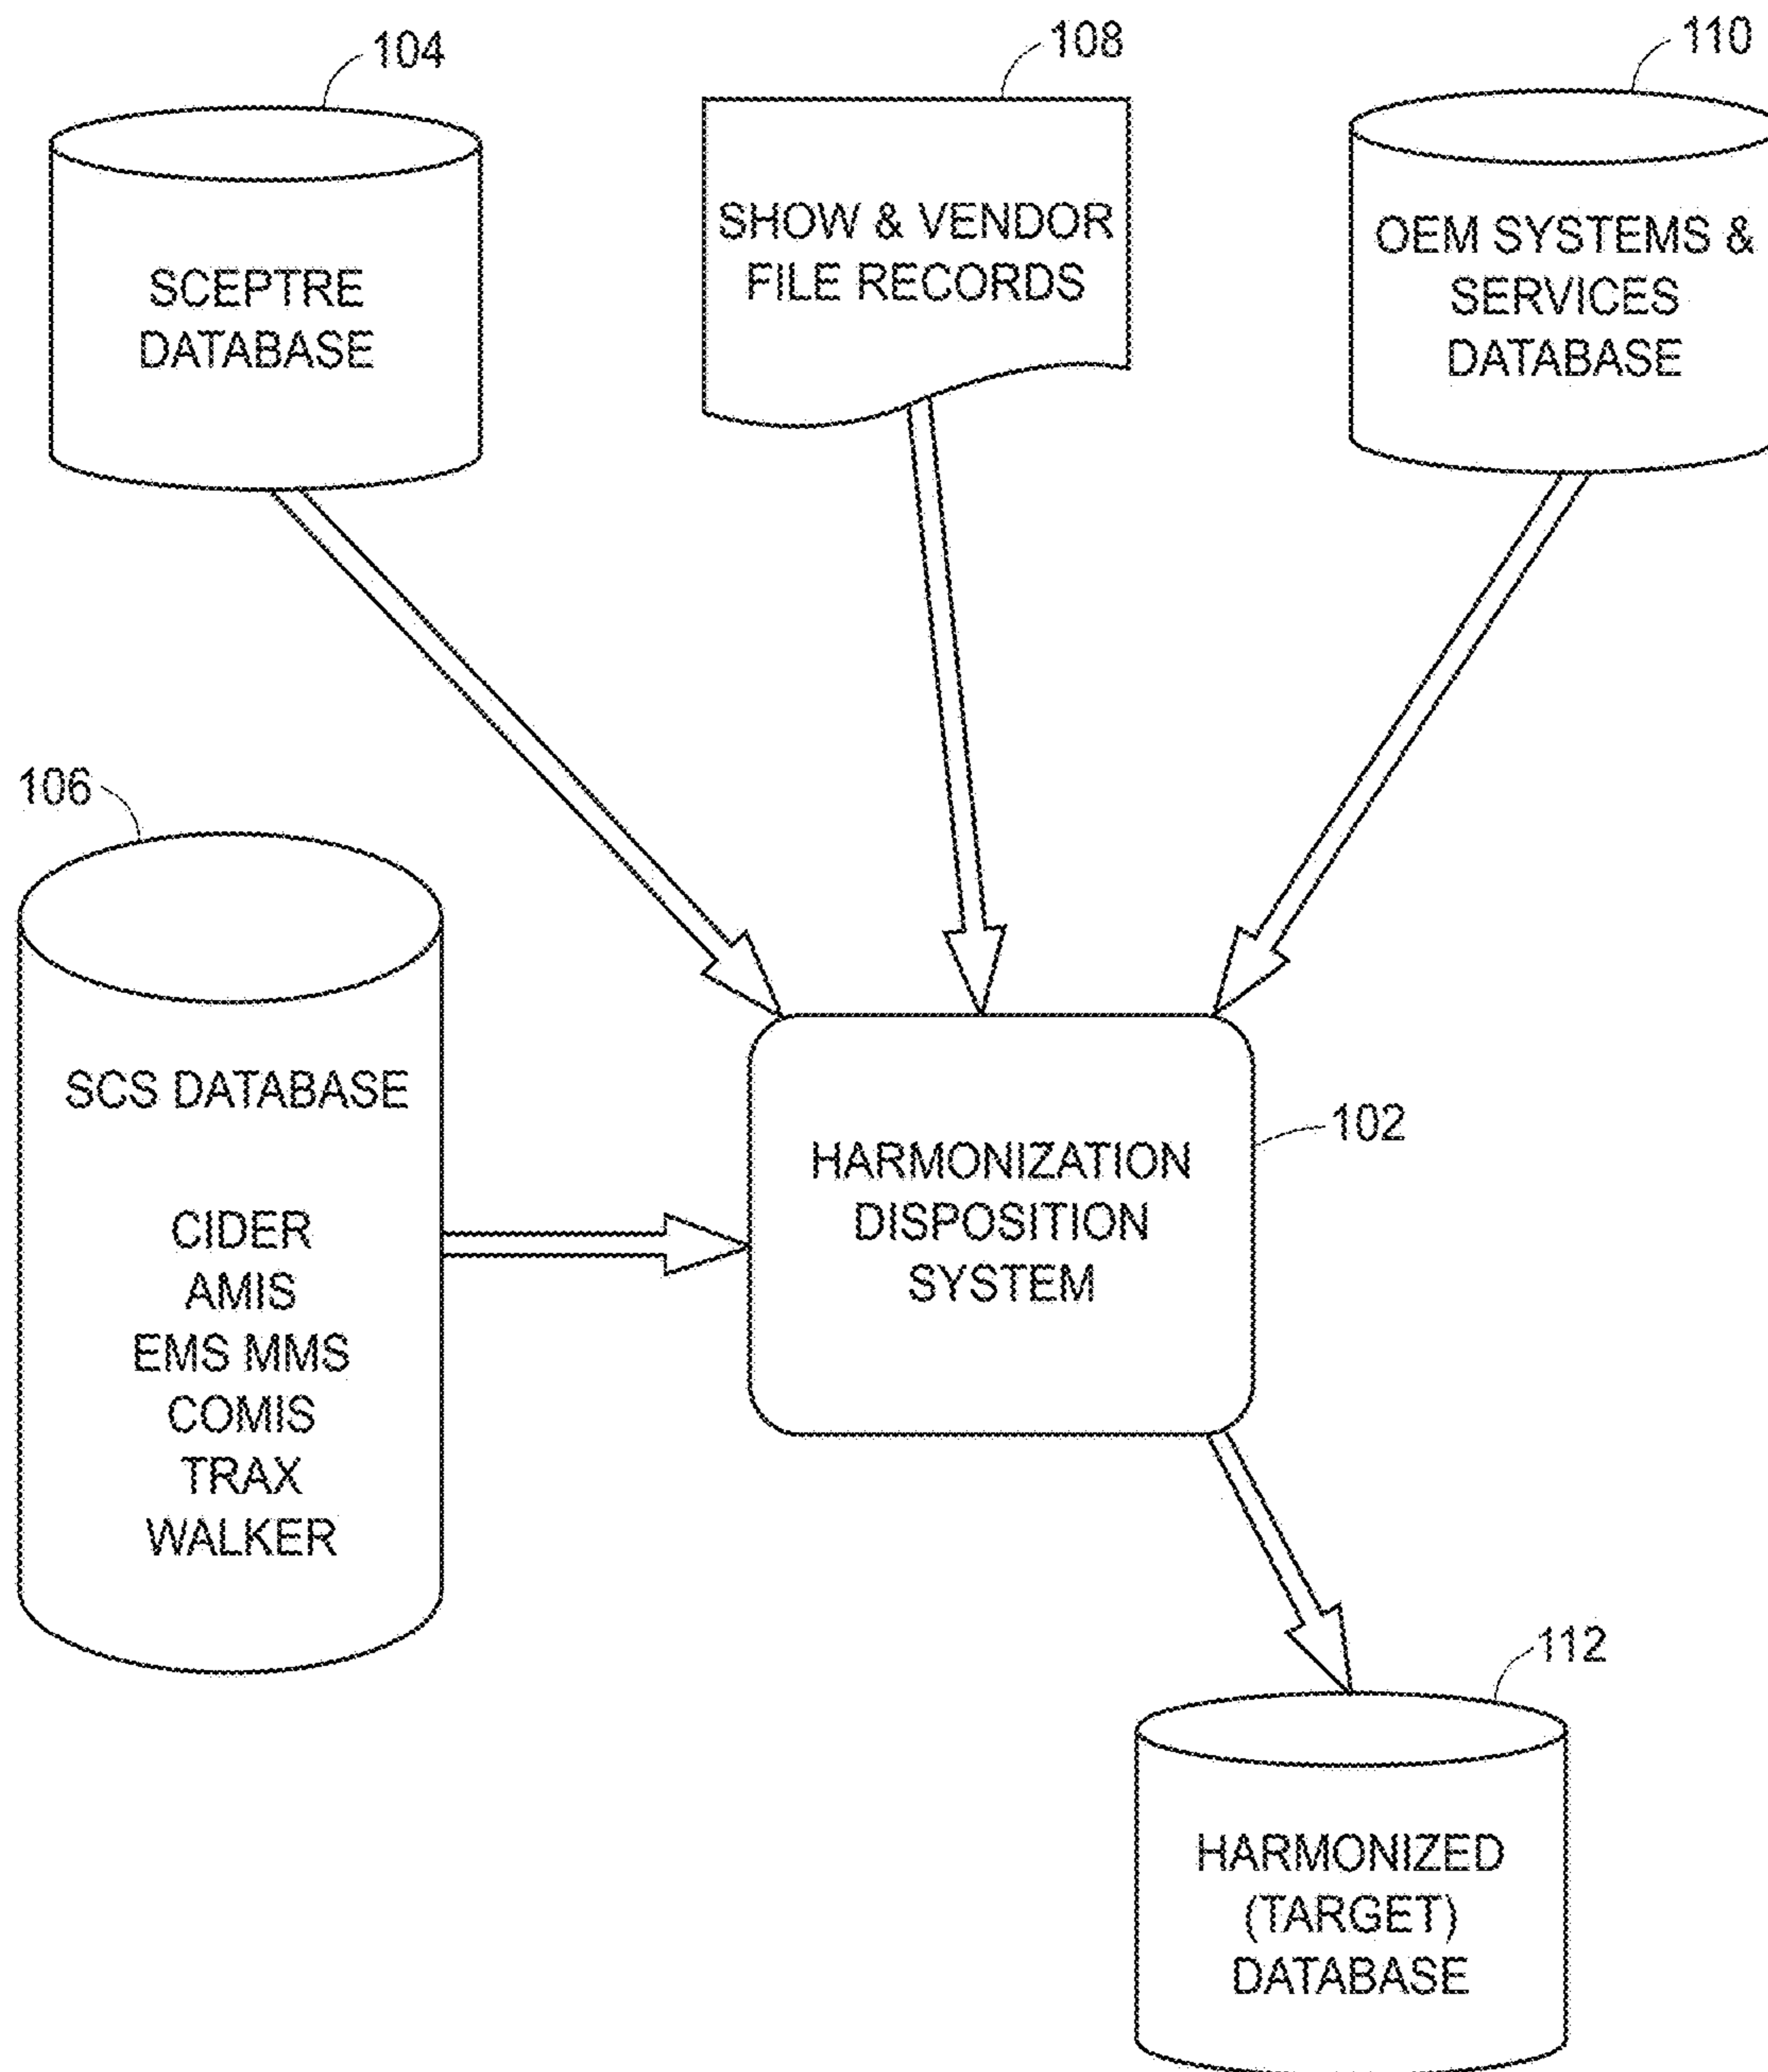 104
108
110
SCEPTRE
DATABASE
SHOW & VENDOR
FILE RECORDS
OEM SYSTEMS &
SERVICES
DATABASE
106
SCS DATABASE
CIDER
AMIS
EMS MMS
COMIS
TRAX
WALKER
102
HARMONIZATION
DISPOSITION
SYSTEM
112
HARMONIZED
(TARGET)
DATABASE